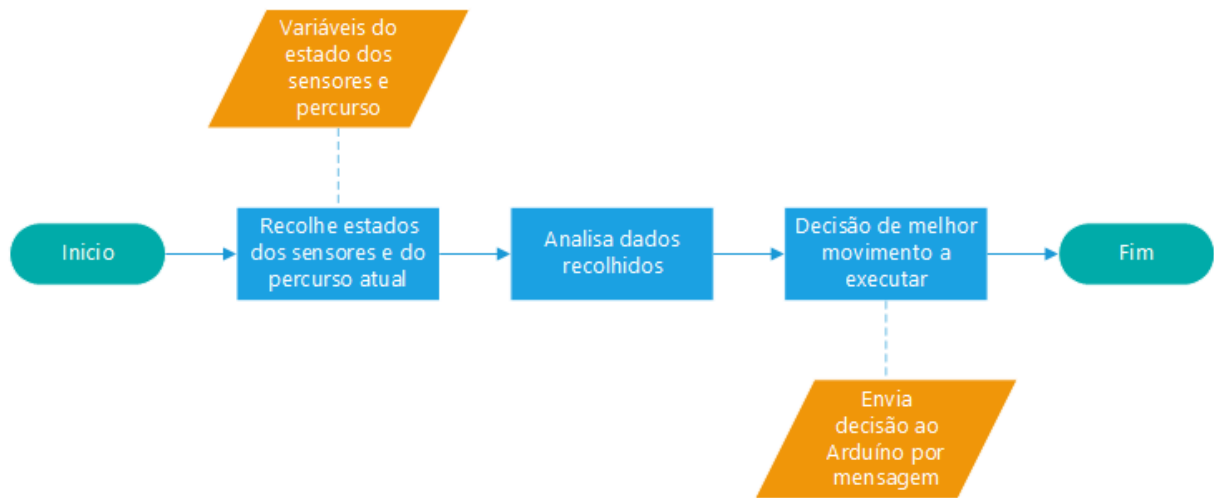 Variáveis do
estado dos
sensores e
percurso
Inicio
Recolhe estados
dos sensores e do
percurso atual
Analisa dados
recolhidos
Decisão de melhor
movimento a
executar
Fim
Envia
decisão ao
Arduíno por
mensagem